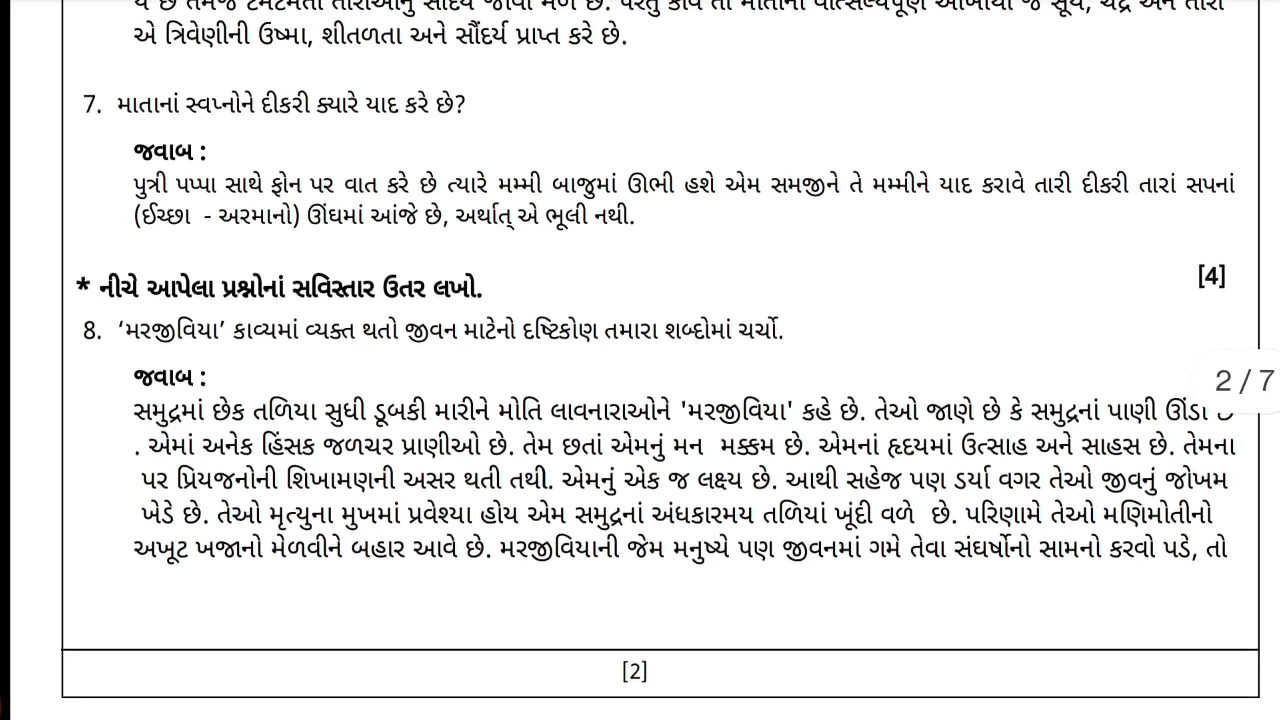 એ ત્રિવેણીની ઉષ્મા, શીતળતા અને સૌંદર્ય પ્રાપ્ત કરે છે.
7. માતાનાં સ્વપ્નોને દીકરી ક્યારે યાદ કરે છે?
જવાબ :
પુત્રી પપ્પા સાથે ફોન પર વાત કરે છે ત્યારે મમ્મી બાજુમાં ઊભી હશે એમ સમજીને તે મમ્મીને યાદ કરાવે તારી દીકરી તારાં સપનાં
(ઈચ્છા - અરમાનો) ઊંઘમાં આંજે છે, અર્થાત્ એ ભૂલી નથી.
[4]
* નીચે આપેલા પ્રશ્નોનાં સવિસ્તાર ઉતર લખો.
8. ‘મરજીવિયા’ કાવ્યમાં વ્યક્ત થતો જીવન માટેનો દષ્ટિકોણ તમારા શબ્દોમાં ચર્ચો.
જવાબ :
2 / 7
સમુદ્રમાં છેક તળિયા સુધી ડૂબકી મારીને મોતિ લાવનારાઓને 'મરજીવિયા' કહે છે. તેઓ જાણે છે કે સમુદ્રનાં પાણી ઊંડાં છે
. એમાં અનેક હિંસક જળચર પ્રાણીઓ છે. તેમ છતાં એમનું મન મક્કમ છે. એમનાં હૃદયમાં ઉત્સાહ અને સાહસ છે. તેમના
પર પ્રિયજનોની શિખામણની અસર થતી તથી. એમનું એક જ લક્ષ્ય છે. આથી સહેજ પણ ડર્યા વગર તેઓ જીવનું જોખમ
ખેડે છે. તેઓ મૃત્યુના મુખમાં પ્રવેશ્યા હોય એમ સમુદ્રનાં અંધકારમય તળિયાં ખૂંદી વળે છે. પરિણામે તેઓ મણિમોતીનો
અખૂટ ખજાનો મેળવીને બહાર આવે છે. મરજીવિયાની જેમ મનુષ્યે પણ જીવનમાં ગમે તેવા સંઘર્ષોનો સામનો કરવો પડે, તો
[2]